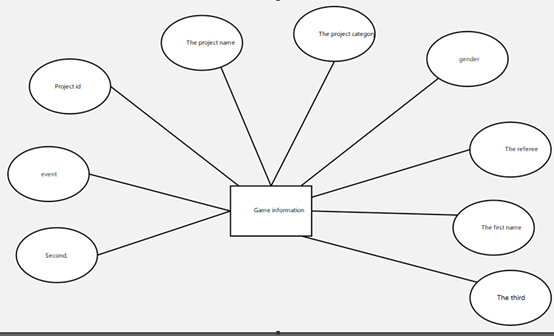 The project name
The project category
gender
Project id
The referee
event
Game information
The first name
Second,
The third